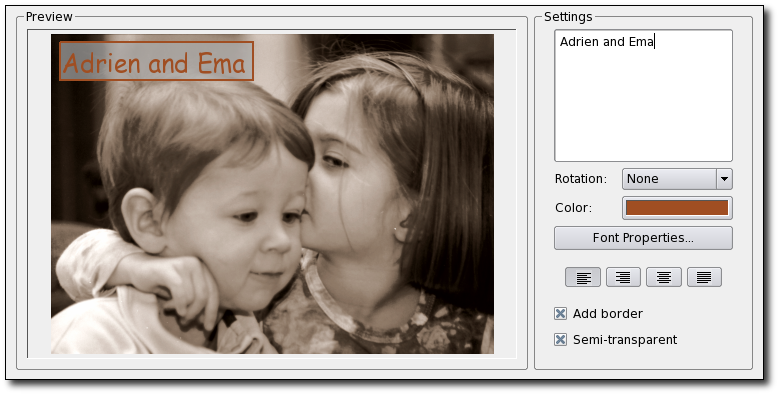 Preview
Adrien and Ema
Settings
Adrien and Ema
Rotation: None
Color:
Font Properties...
Add border
Semi-transparent